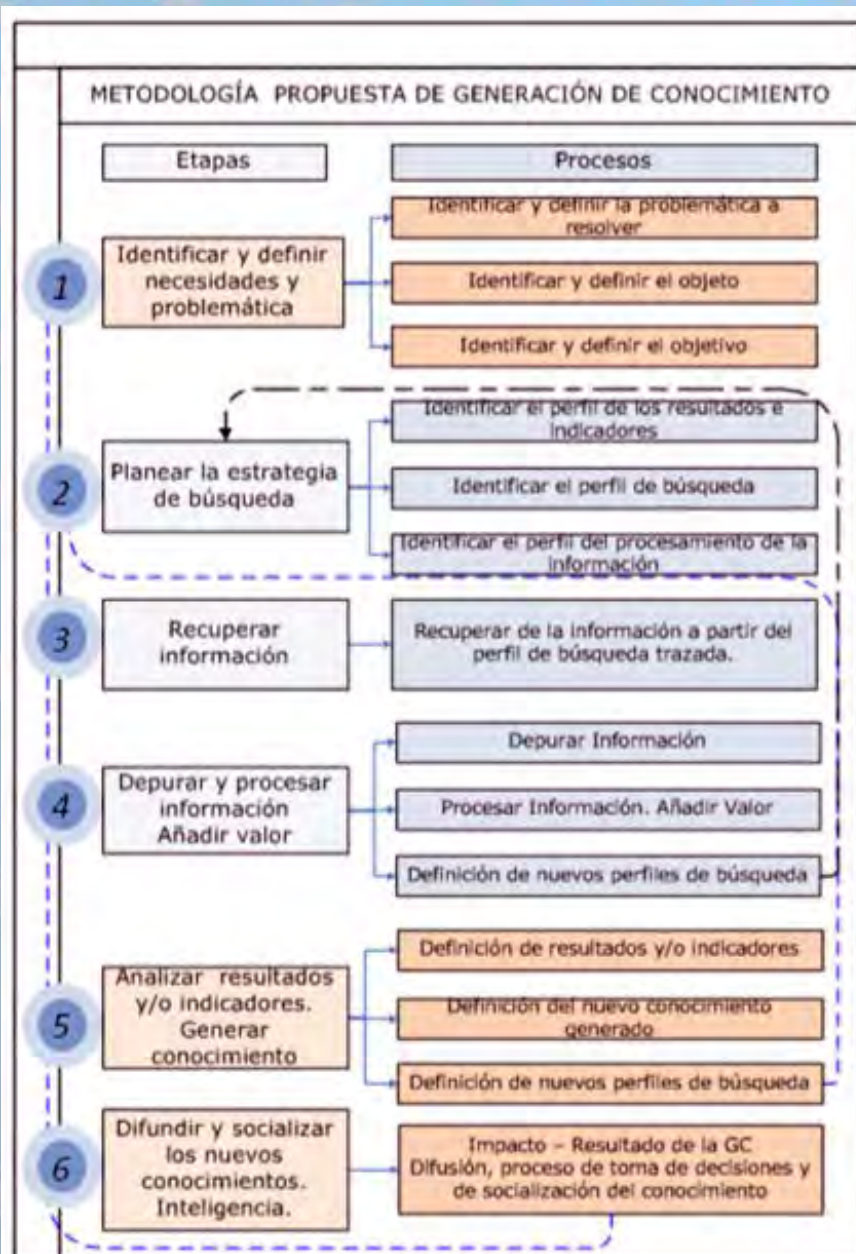 METODOLOGÍA PROPUESTA DE GENERACIÓN DE CONOCIMIENTO
Etapas
Procesos
1
Identificar y definir
necesidades y
problemática
Identificar y definir la problemática a
resolver
Identificar y definir el objeto
Identificar y definir el objetivo
2
Planear la estrategia
de búsqueda
Identificar el perfil de los resultados e
indicadores
Identificar el perfil de búsqueda
Identificar el perfil del procesamiento de la
información
3
Recuperar
información
Recuperar de la información a partir del
perfil de búsqueda trazada.
4
Depurar y procesar
información
Añadir valor
Depurar Información
Procesar Información. Añadir Valor
Definición de nuevos perfiles de búsqueda
5
Analizar resultados
y/o indicadores.
Generar
conocimiento
Definición de resultados y/o indicadores
Definición del nuevo conocimiento
generado
Definición de nuevos perfiles de búsqueda
6
Difundir y socializar
los nuevos
conocimientos.
Inteligencia.
Impacto – Resultado de la GC
Difusión, proceso de toma de decisiones y
de socialización del conocimiento